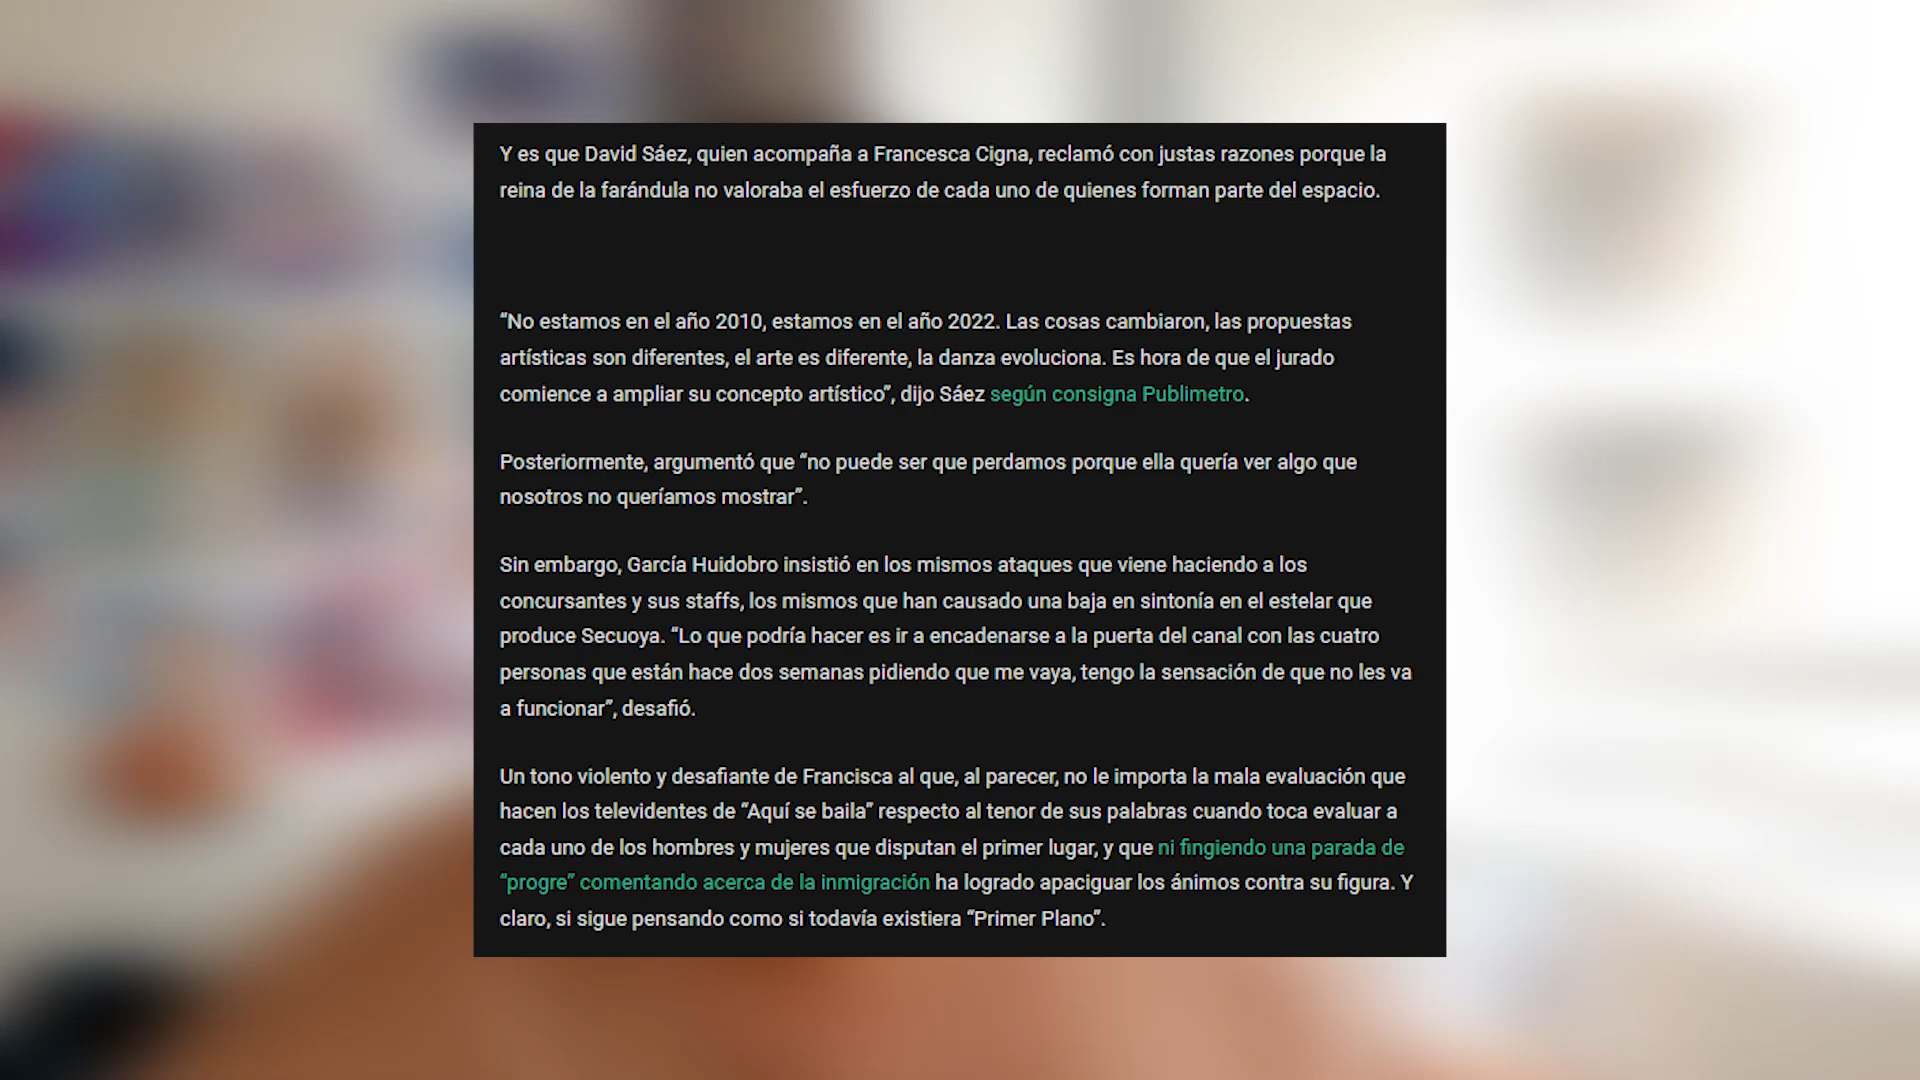 Y es que David Sáez, quien acompaña a Francesca Cigna, reclamó con justas razones porque la
reina de la farándula no valoraba el esfuerzo de cada uno de quienes forman parte del espacio.
“No estamos en el año 2010, estamos en el año 2022. Las cosas cambiaron, las propuestas
artísticas son diferentes, el arte es diferente, la danza evoluciona. Es hora de que el jurado
comience a ampliar su concepto artístico”, dijo Sáez según consigna Publimetro.
Posteriormente, argumentó que “no puede ser que perdamos porque ella quería ver algo que
nosotros no queríamos mostrar”.
Sin embargo, García Huidobro insistió en los mismos ataques que viene haciendo a los
concursantes y sus staffs, los mismos que han causado una baja en sintonía en el estelar que
produce Secuoya. “Lo que podría hacer es ir a encadenarse a la puerta del canal con las cuatro
personas que están hace dos semanas pidiendo que me vaya, tengo la sensación de que no les va
a funcionar”, desafió.
Un tono violento y desafiante de Francisca al que, al parecer, no le importa la mala evaluación que
hacen los televidentes de “Aquí se baila” respecto al tenor de sus palabras cuando toca evaluar a
cada uno de los hombres y mujeres que disputan el primer lugar, y que ni fingiendo una parada de
“progre” comentando acerca de la inmigración ha logrado apaciguar los ánimos contra su figura. Y
claro, si sigue pensando como si todavía existiera “Primer Plano”.